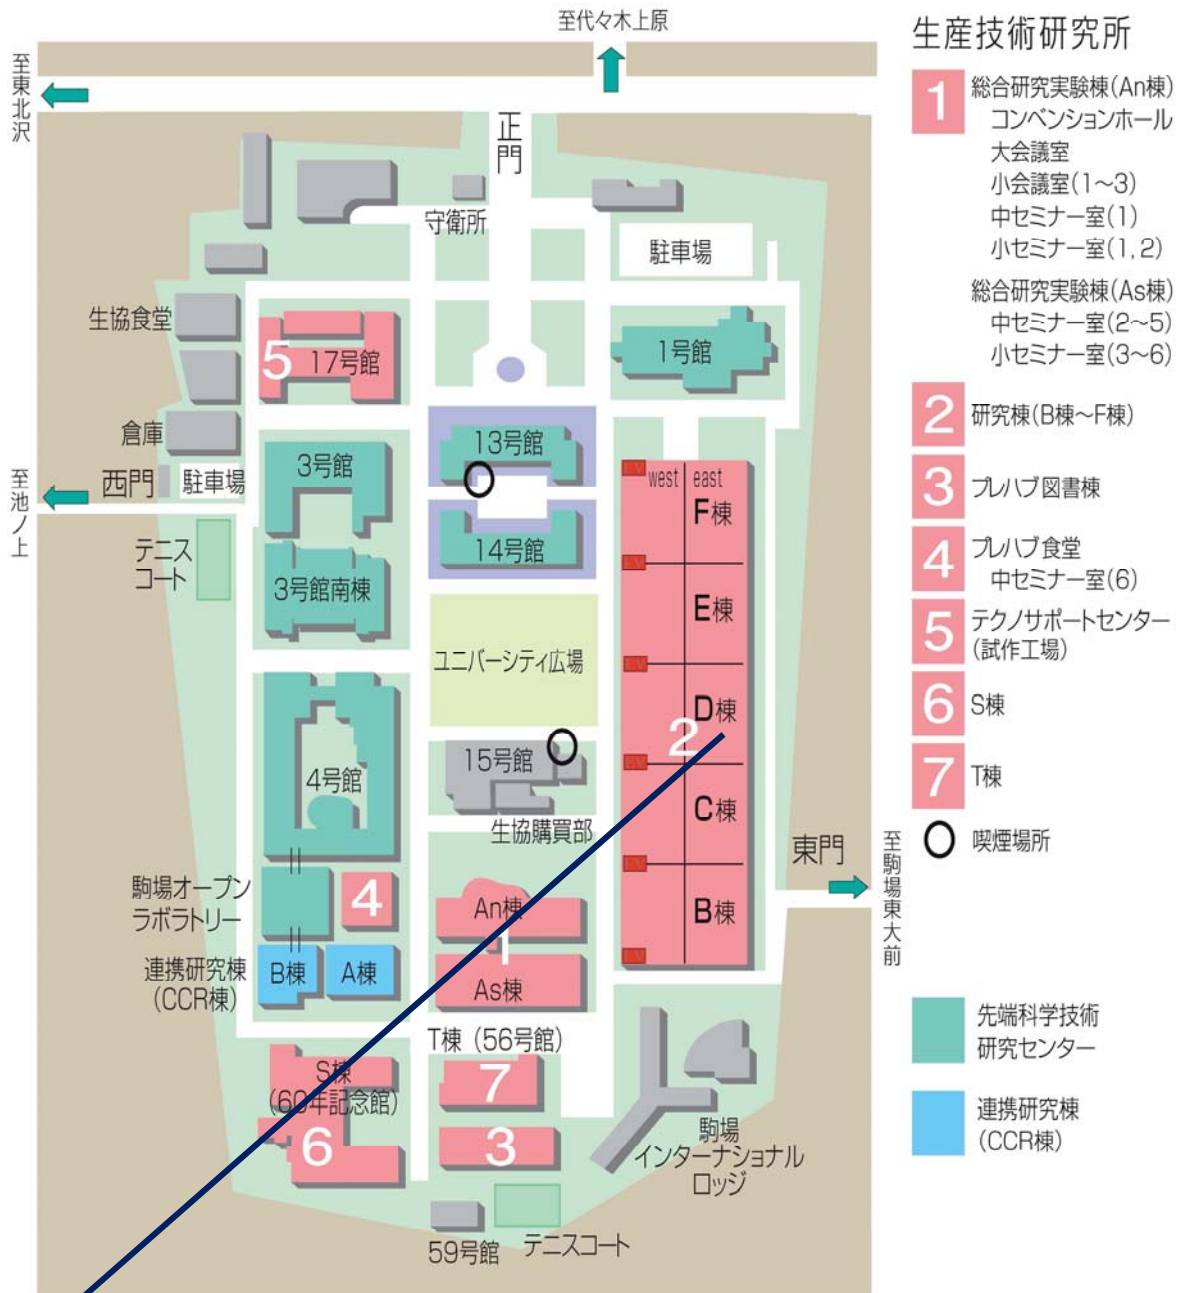 至代々木上原
至東北沢
正門
守衛所
駐車場
生協食堂
5
17号館
1号館
倉庫
13号館
3号館
西門
駐車場
至池ノ上
テニス
コート
14号館
3号館南棟
ユニバーシティ広場
EV
west
east
F棟
EV
E棟
EV
D棟
2
EV
C棟
EV
B棟
EV
15号館
生協購買部
4号館
東門
至駒場東大前
駒場オープン
ラボラトリー
4
An棟
1
As棟
連携研究棟
(CCR棟)
B棟
A棟
T棟 (56号館)
7
S棟
(60年記念館)
6
3
駒場
インターナショナル
ロッジ
59号館
テニスコート
生産技術研究所
1
総合研究実験棟(An棟)
コンベンションホール
大会議室
小会議室(1～3)
中セミナー室(1)
小セミナー室(1, 2)
総合研究実験棟(As棟)
中セミナー室(2～5)
小セミナー室(3～6)
2
研究棟(B棟～F棟)
3
プレハブ図書棟
4
プレハブ食堂
中セミナー室(6)
5
テクノサポートセンター
(試作工場)
6
S棟
7
T棟
喫煙場所
先端科学技術
研究センター
連携研究棟
(CCR棟)